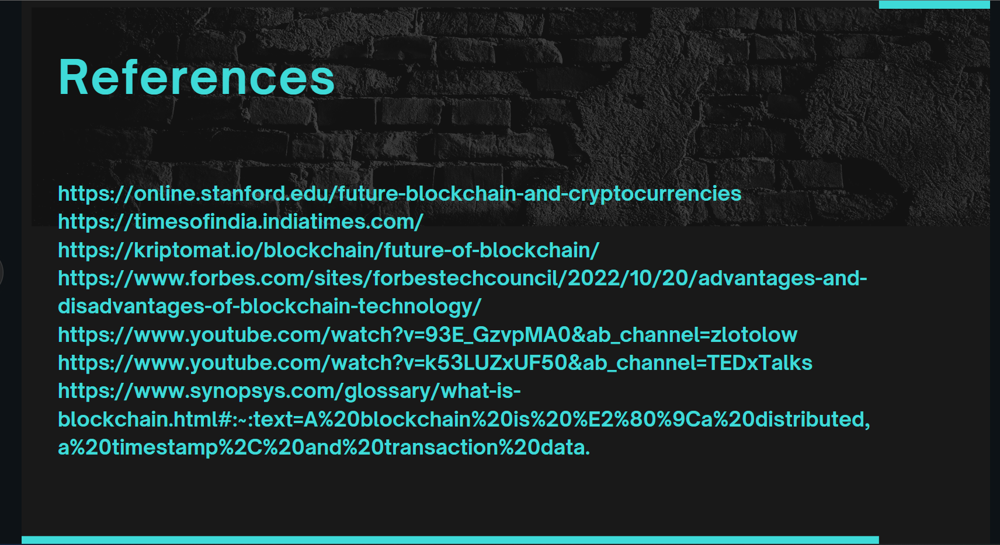 References
https://online.stanford.edu/future-blockchain-and-cryptocurrencies
https://timesofindia.indiatimes.com/
https://kriptomat.io/blockchain/future-of-blockchain/
https://www.forbes.com/sites/forbestechcouncil/2022/10/20/advantages-and-
disadvantages-of-blockchain-technology/
https://www.youtube.com/watch?v=93E_GzvpMA0&ab_channel=zlotolow
https://www.youtube.com/watch?v=k53LUZxUF50&ab_channel=TEDxTalks
https://www.synopsys.com/glossary/what-is-
blockchain.html#:~:text=A%20blockchain%20is%20%E2%80%9Ca%20distributed,
a%20timestamp%2C%20and%20transaction%20data.